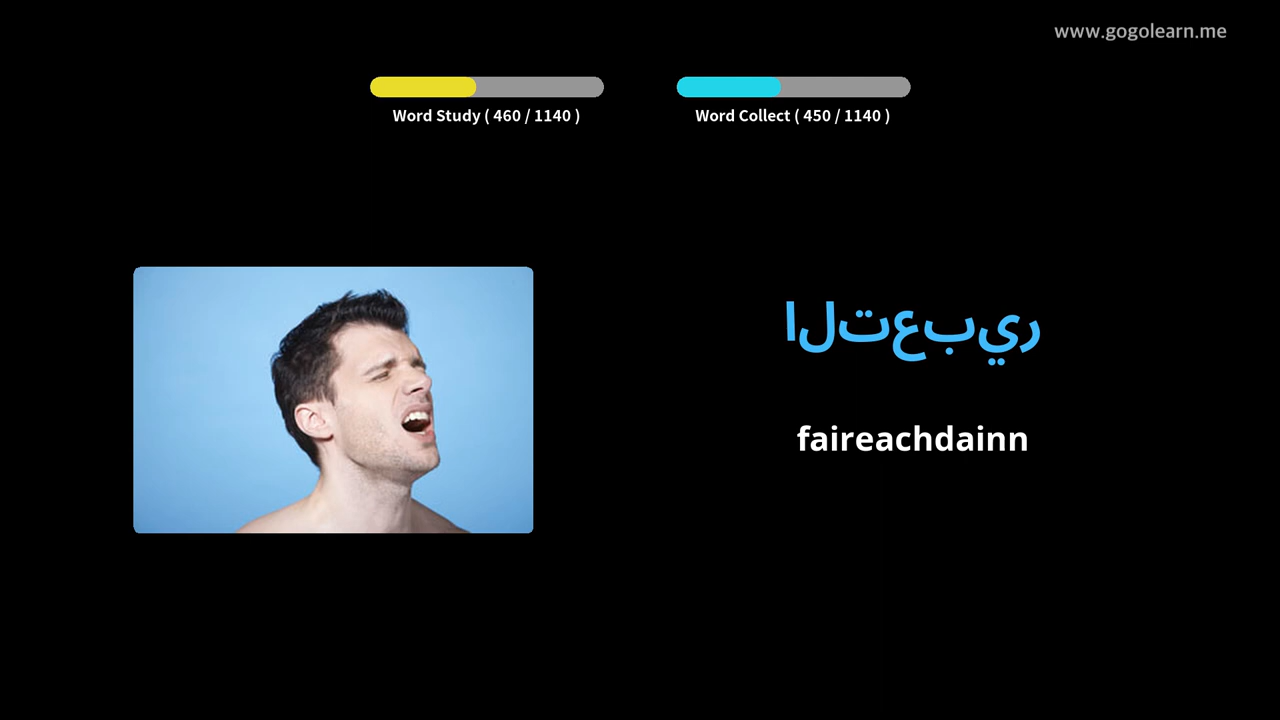 www.gogolearn.me
Word Study ( 460 / 1140 )
Word Collect ( 450 / 1140 )
التعبير
faireachdainn